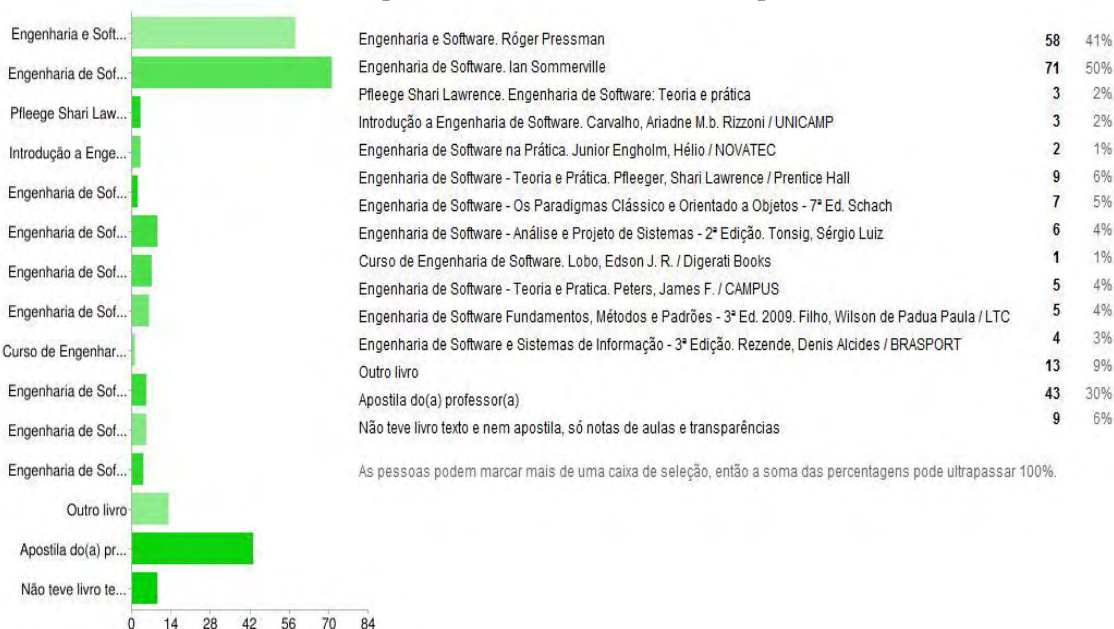 Engenharia e Soft...
Engenharia de Sof...
Pfleege Shari Law...
Introdução a Enge...
Engenharia de Sof...
Engenharia de Sof...
Engenharia de Sof...
Engenharia de Sof...
Curso de Engenhar...
Engenharia de Sof...
Engenharia de Sof...
Engenharia de Sof...
Outro livro
Apostila do(a) pr...
Não teve livro te...
0 14 28 42 56 70 84
Engenharia e Software. Róger Pressman 58 41%
Engenharia de Software. Ian Sommerville 71 50%
Pfleege Shari Lawrence. Engenharia de Software: Teoria e prática 3 2%
Introdução a Engenharia de Software. Carvalho, Ariadne M.b. Rizzoni / UNICAMP 3 2%
Engenharia de Software na Prática. Junior Engholm, Hélio / NOVATEC 2 1%
Engenharia de Software - Teoria e Prática. Pfleeger, Shari Lawrence / Prentice Hall 9 6%
Engenharia de Software - Os Paradigmas Clássico e Orientado a Objetos - 7ª Ed. Schach 7 5%
Engenharia de Software - Análise e Projeto de Sistemas - 2ª Edição. Tonsig, Sérgio Luiz 6 4%
Curso de Engenharia de Software. Lobo, Edson J. R. / Digerati Books 1 1%
Engenharia de Software - Teoria e Pratica. Peters, James F. / CAMPUS 5 4%
Engenharia de Software Fundamentos, Métodos e Padrões - 3ª Ed. 2009. Filho, Wilson de Padua Paula / LTC 5 4%
Engenharia de Software e Sistemas de Informação - 3ª Edição. Rezende, Denis Alcides / BRASPORT 4 3%
Outro livro 13 9%
Apostila do(a) professor(a) 43 30%
Não teve livro texto e nem apostila, só notas de aulas e transparências 9 6%
As pessoas podem marcar mais de uma caixa de seleção, então a soma das percentagens pode ultrapassar 100%.